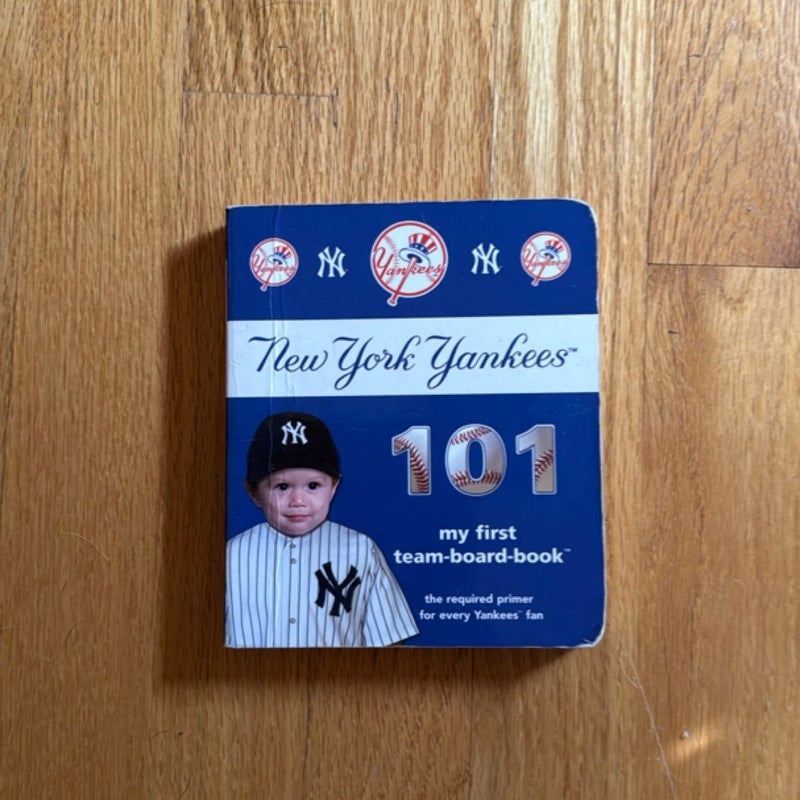 Yankees NY Yankees NY Yankees
New York Yankees™
NY
101
NY
my first
team-board-book™
the required primer
for every Yankees™ fan